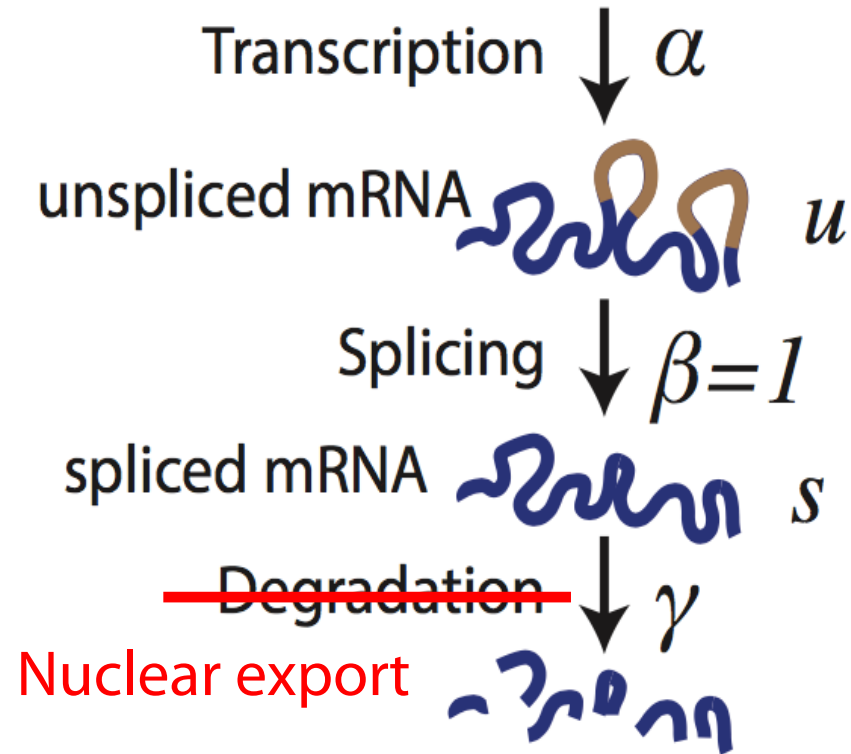 Transcription α
unspliced mRNA u
Splicing β=1
spliced mRNA s
Degradation γ
Nuclear export